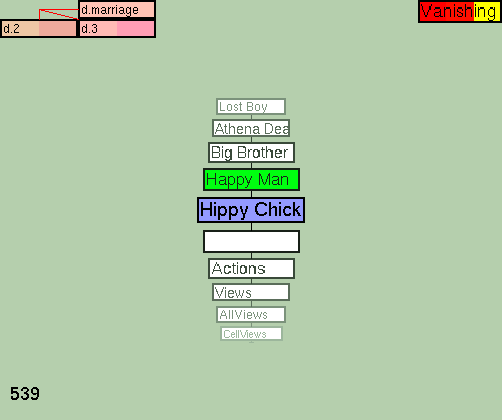 d.marriage
Vanishing
d.2
d.3
Lost Boy
Athena Dea
Big Brother
Happy Man
Hippy Chick
Actions
Views
AllViews
CellViews
539